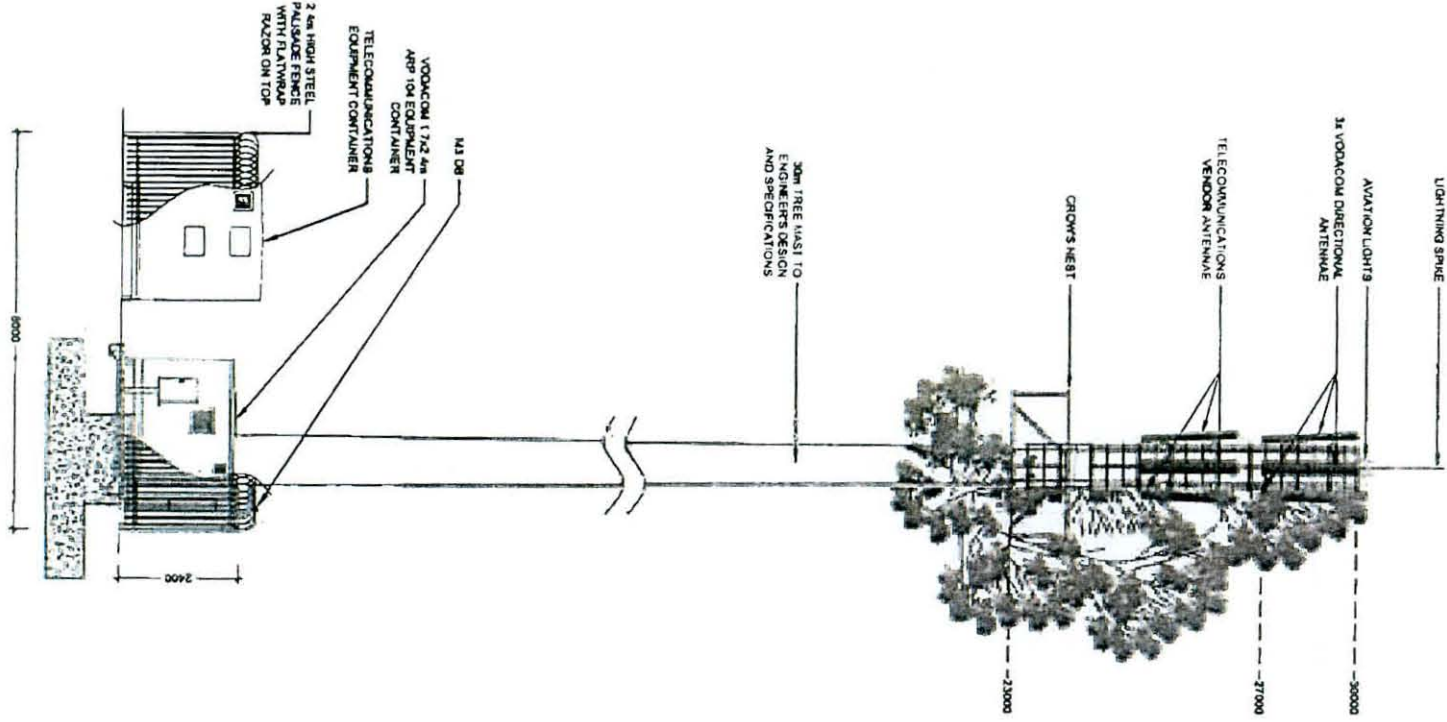 LIGHTNING SPIKE
AVIATION LIGHTS
3x VODACOM DIRECTIONAL
ANTENNAE
TELECOMMUNICATIONS
VENDOR ANTENNAE
CROW'S NEST
30m TREE MAST TO
ENGINEER'S DESIGN
AND SPECIFICATIONS
M3 DB
VODACOM 1.7x2.4m
ARP 104 EQUIPMENT
CONTAINER
TELECOMMUNICATIONS
EQUIPMENT CONTAINER
2.4m HIGH STEEL
PALISADE FENCE
WITH FLATWRAP
RAZOR ON TOP
30000
27000
23000
2400
8000